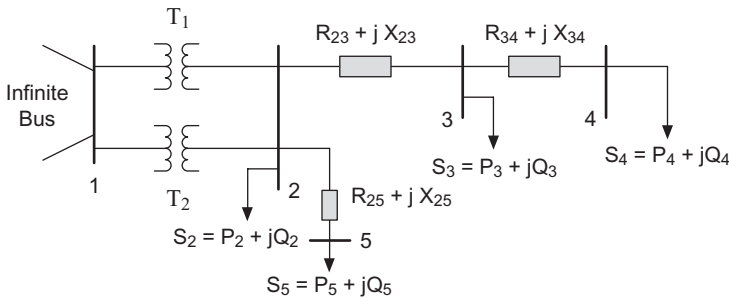 T1
R23 + j X23
R34 + j X34
Infinite
Bus
1
T2
2
3
4
S3 = P3 + jQ3
S4 = P4 + jQ4
R25 + j X25
S2 = P2 + jQ2
5
S5 = P5 + jQ5